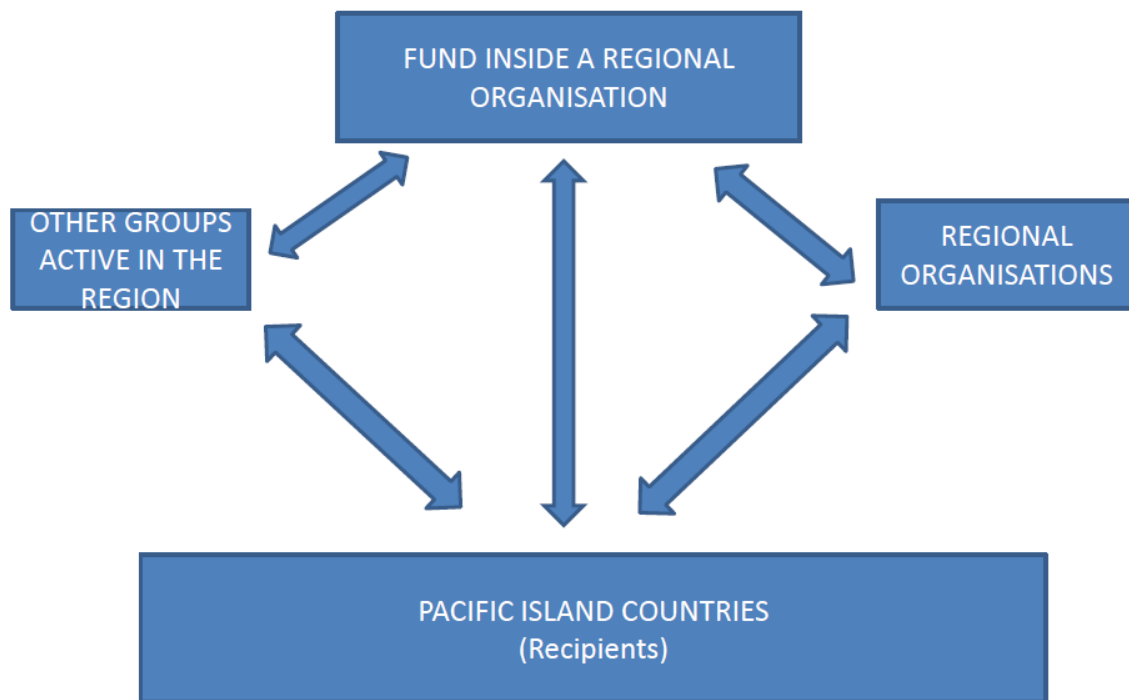 FUND INSIDE A REGIONAL
ORGANISATION
OTHER GROUPS
ACTIVE IN THE
REGION
REGIONAL
ORGANISATIONS
PACIFIC ISLAND COUNTRIES
(Recipients)